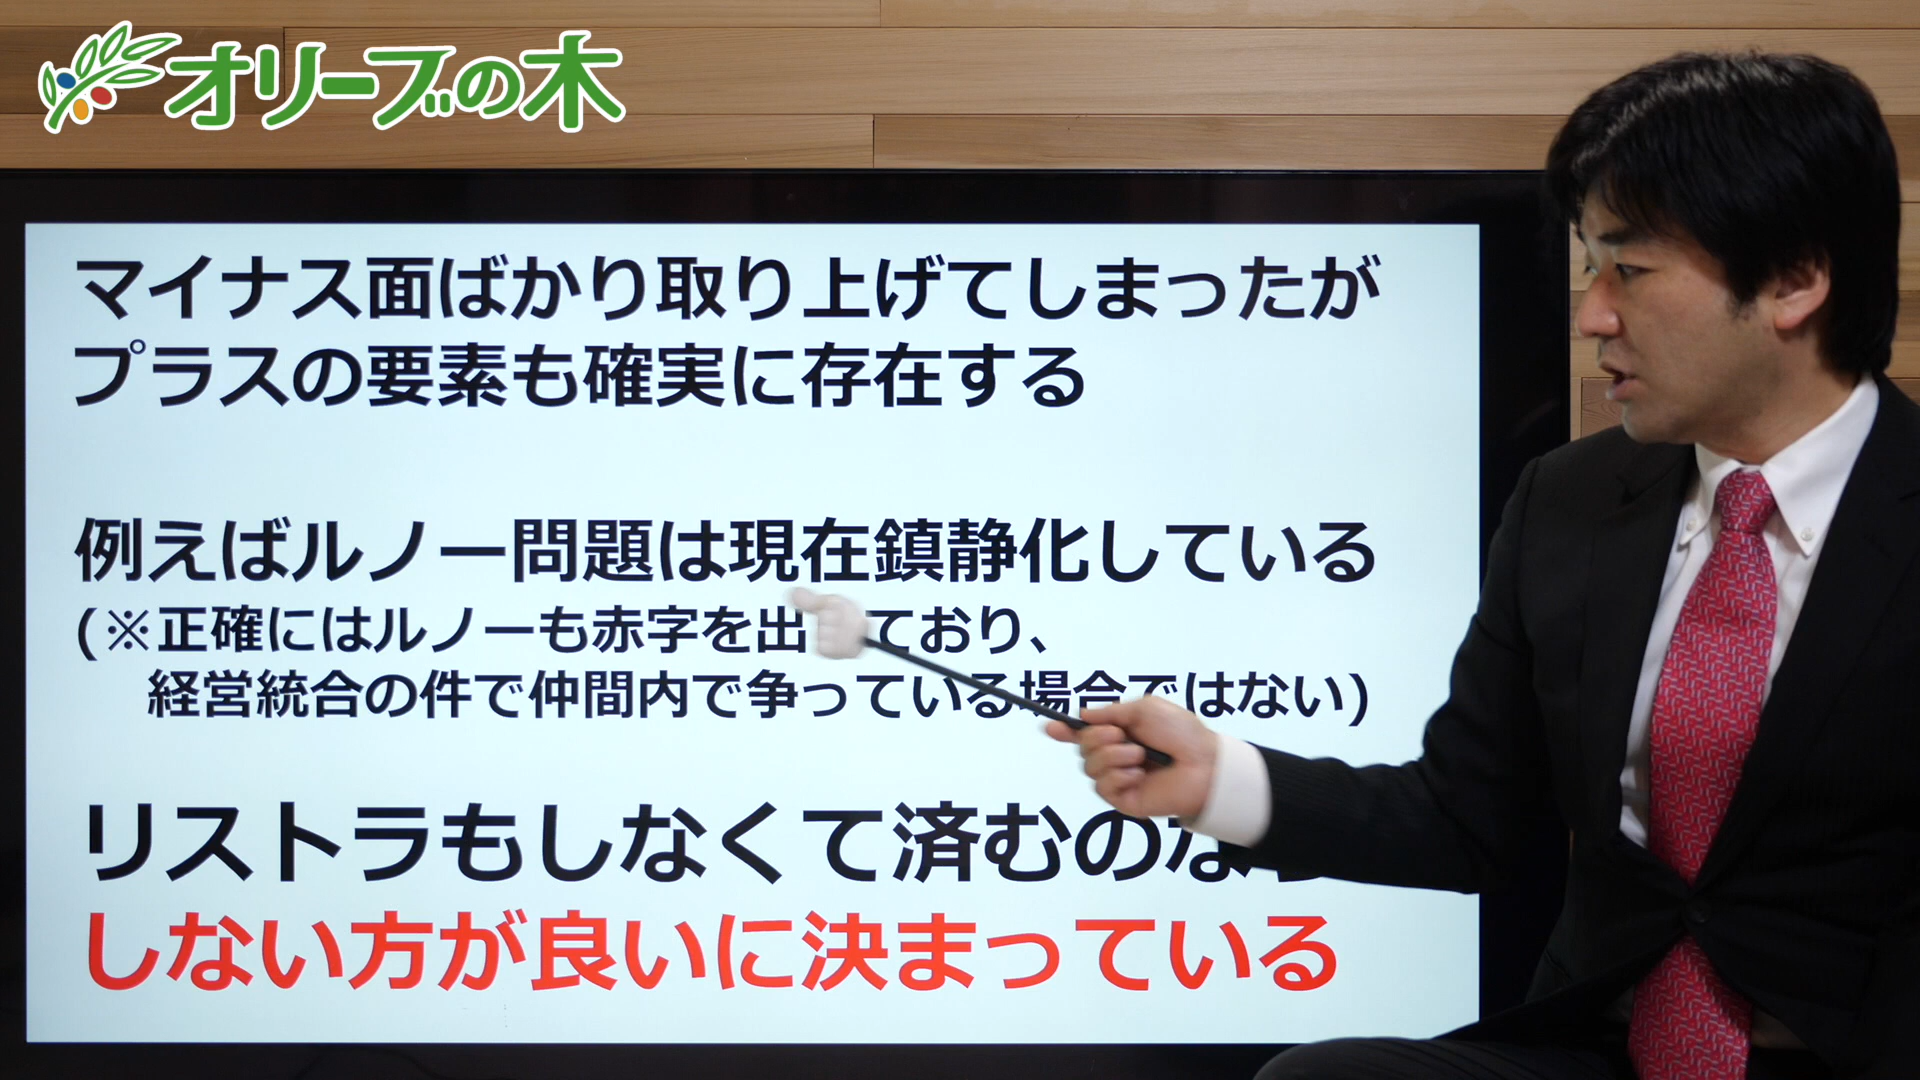 オリーブの木
マイナス面ばかり取り上げてしまったが
プラスの要素も確実に存在する
例えばルノー問題は現在鎮静化している
(※正確にはルノーも赤字を出ており、
経営統合の件で仲間内で争っている場合ではない)
リストラもしなくて済むのな
しない方が良いに決まっている